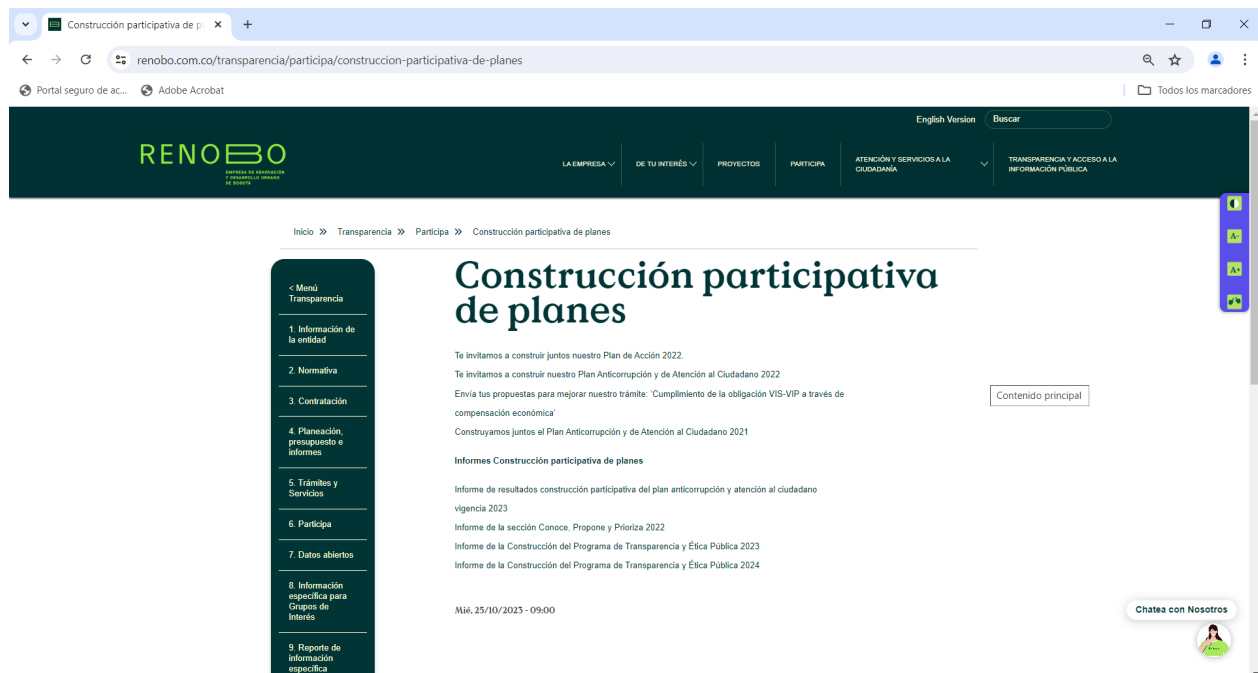 Construcción participativa de p
renobo.com.co/transparencia/participa/construccion-participativa-de-planes
Portal seguro de ac... Adobe Acrobat
Todos los marcadores
English Version
Buscar
RENOBO
EMPRESA DE RENOVACIÓN
Y DESARROLLO URBANO
DE BOGOTÁ
LA EMPRESA
DE TU INTERÉS
PROYECTOS
PARTICIPA
ATENCIÓN Y SERVICIOS A LA
CIUDADANÍA
TRANSPARENCIA Y ACCESO A LA
INFORMACIÓN PÚBLICA
A-
A+
Inicio » Transparencia » Participa » Construcción participativa de planes
< Menú
Transparencia
1. Información de
la entidad
2. Normativa
3. Contratación
4. Planeación,
presupuesto e
informes
5. Trámites y
Servicios
6. Participa
7. Datos abiertos
8. Información
específica para
Grupos de
Interés
9. Reporte de
información
específica
Construcción participativa
de planes
Te invitamos a construir juntos nuestro Plan de Acción 2022.
Te invitamos a construir nuestro Plan Anticorrupción y de Atención al Ciudadano 2022
Envía tus propuestas para mejorar nuestro trámite: 'Cumplimiento de la obligación VIS-VIP a través de
compensación económica'
Construyamos juntos el Plan Anticorrupción y de Atención al Ciudadano 2021
Informes Construcción participativa de planes
Informe de resultados construcción participativa del plan anticorrupción y atención al ciudadano
vigencia 2023
Informe de la sección Conoce, Propone y Prioriza 2022
Informe de la Construcción del Programa de Transparencia y Ética Pública 2023
Informe de la Construcción del Programa de Transparencia y Ética Pública 2024
Mié, 25/10/2023 - 09:00
Contenido principal
Chatea con Nosotros